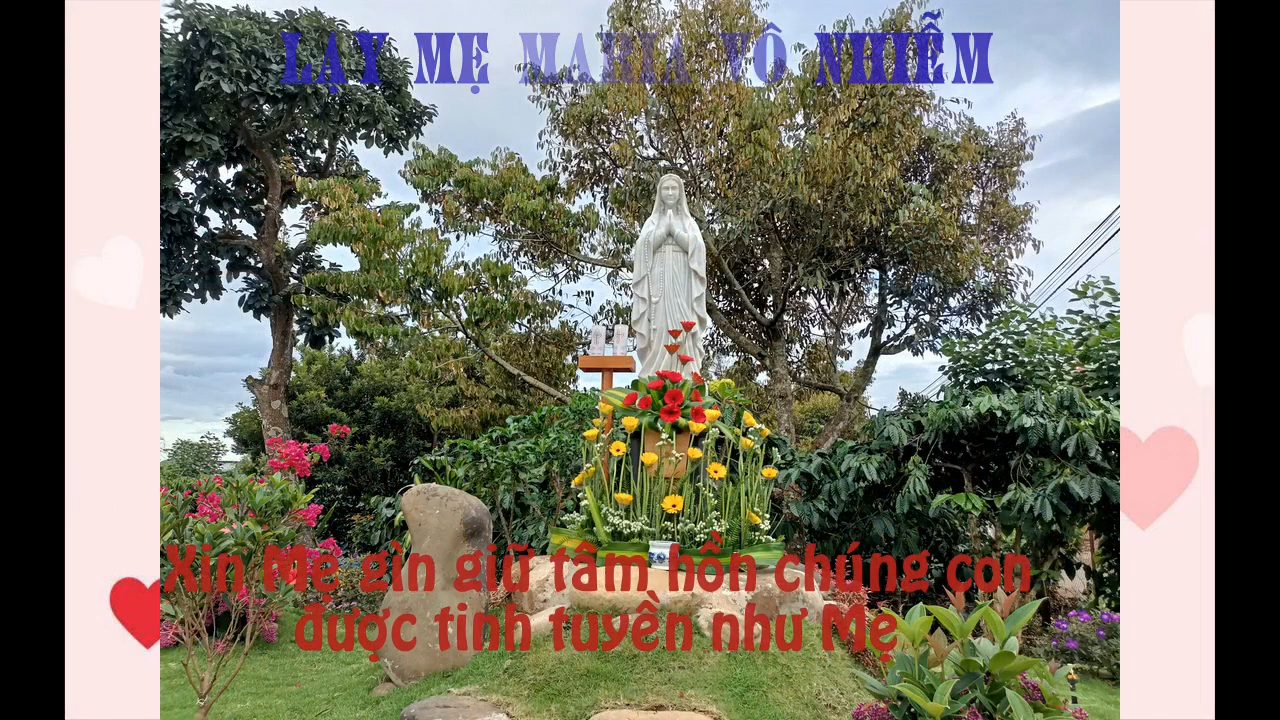 LẠY MẸ MARIA VÔ NHIỄM
Xin Mẹ gìn giữ tâm hồn chúng con
được tinh tuyền như Mẹ